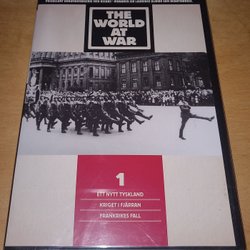 THE
WORLD
AT
WAR
1
ETT NYTT TYSKLAND
KRIGET I FJÄRRAN
FRANKRIKES FALL